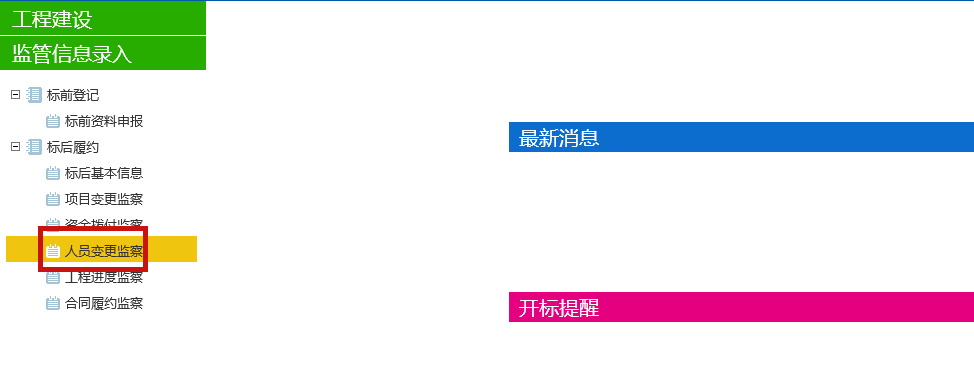 工程建设
监管信息录入
标前登记
标前资料申报
标后履约
标后基本信息
项目变更监察
资金拨付监察
人员变更监察
工程进度监察
合同履约监察
最新消息
开标提醒